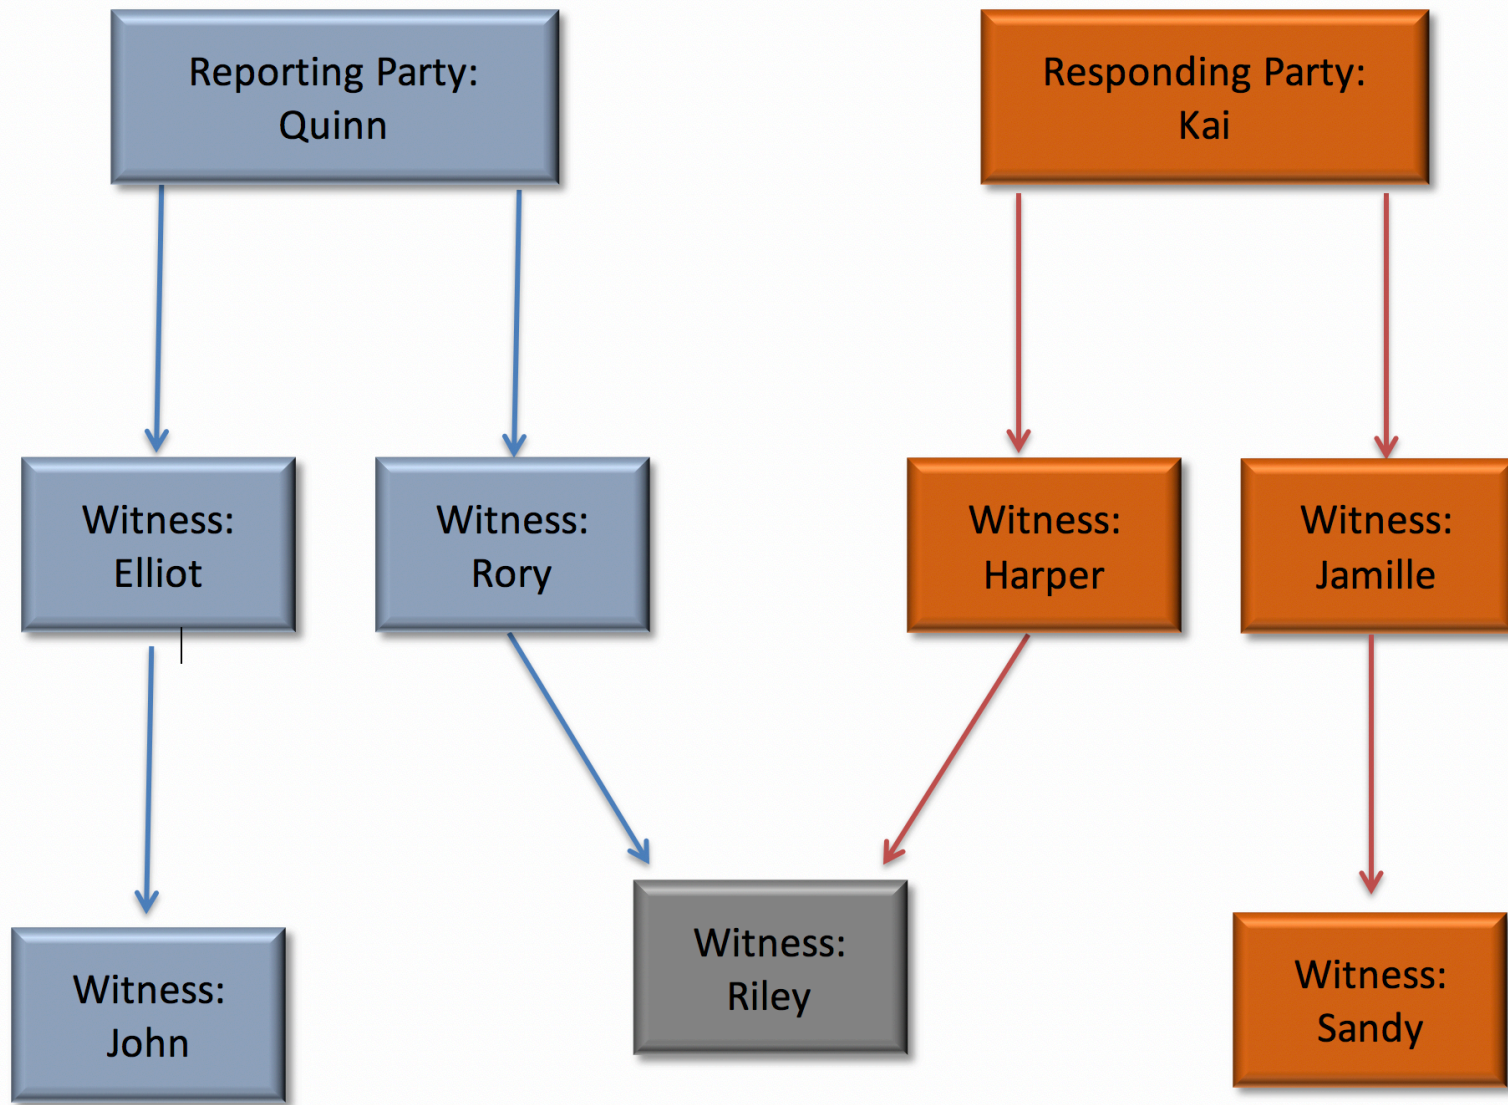 Reporting Party:
Quinn
Responding Party:
Kai
Witness:
Elliot
Witness:
Rory
Witness:
Harper
Witness:
Jamille
Witness:
John
Witness:
Riley
Witness:
Sandy